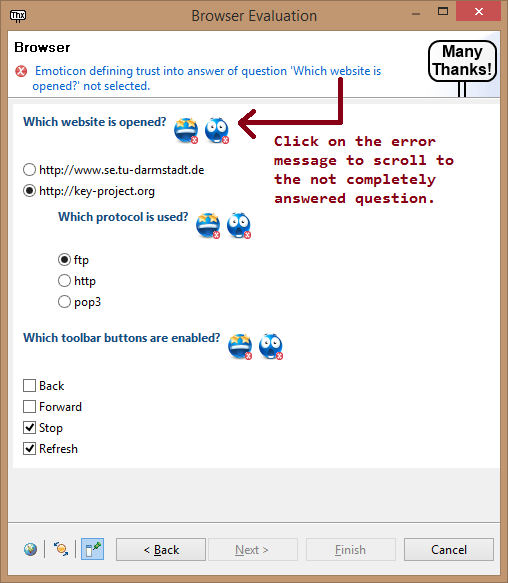 Thx
Browser Evaluation
Browser
Many
Thanks!
Emoticon defining trust into answer of question 'Which website is
opened?' not selected.
Which website is opened?
Click on the error
message to scroll to
the not completely
answered question.
http://www.se.tu-darmstadt.de
http://key-project.org
Which protocol is used?
ftp
http
pop3
Which toolbar buttons are enabled?
Back
Forward
Stop
Refresh
< Back
Next >
Finish
Cancel